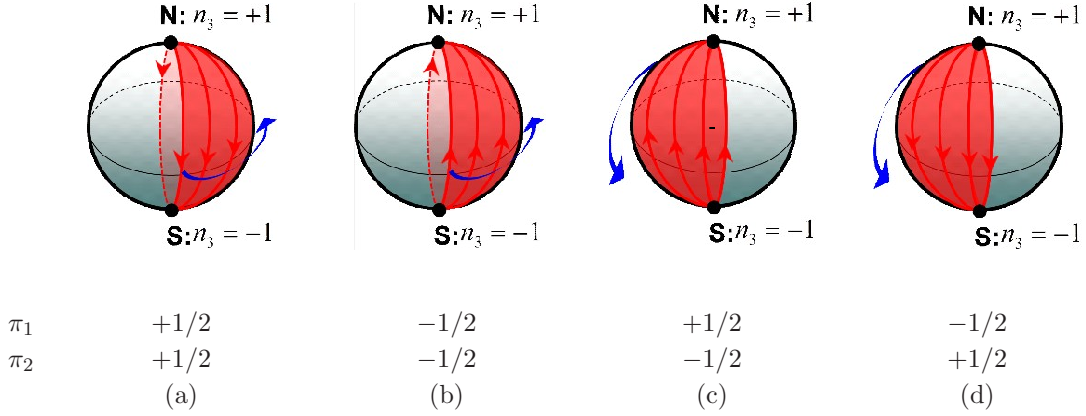 N: n₃ = +1 N: n₃ = +1 N: n₃ = +1 N: n₃ − +1
S: n₃ = −1 S: n₃ = −1 S: n₃ = −1 S: n₃ = −1
π₁ +1/2 −1/2 +1/2 −1/2
π₂ +1/2 −1/2 −1/2 +1/2
(a) (b) (c) (d)